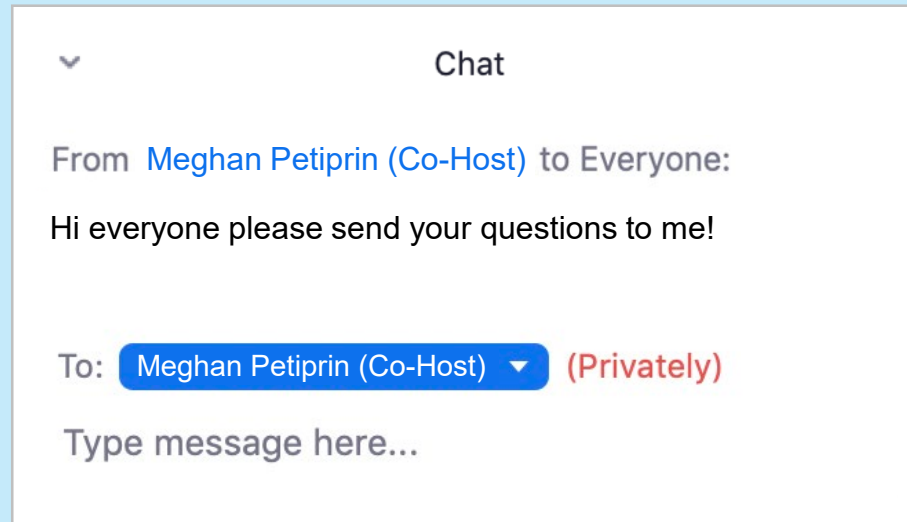 Chat
From Meghan Petiprin (Co-Host) to Everyone:
Hi everyone please send your questions to me!
To: Meghan Petiprin (Co-Host) (Privately)
Type message here...